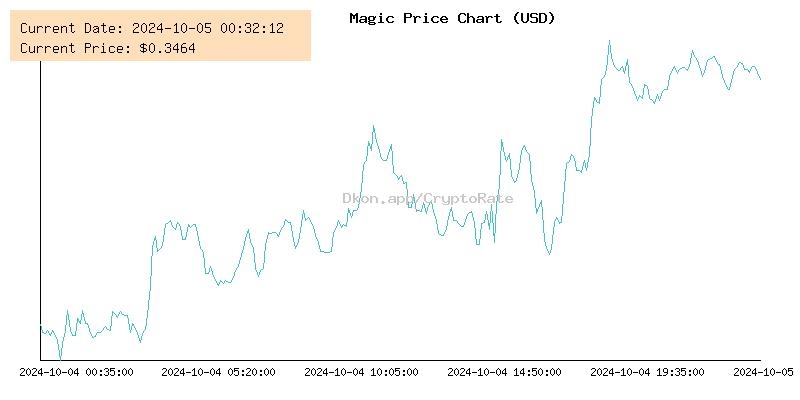 Magic Price Chart (USD)
Current Date: 2024-10-05 00:32:12
Current Price: $0.3464
Dkon.app/CryptoRate
2024-10-04 00:35:00 2024-10-04 05:20:00 2024-10-04 10:05:00 2024-10-04 14:50:00 2024-10-04 19:35:00 2024-10-05